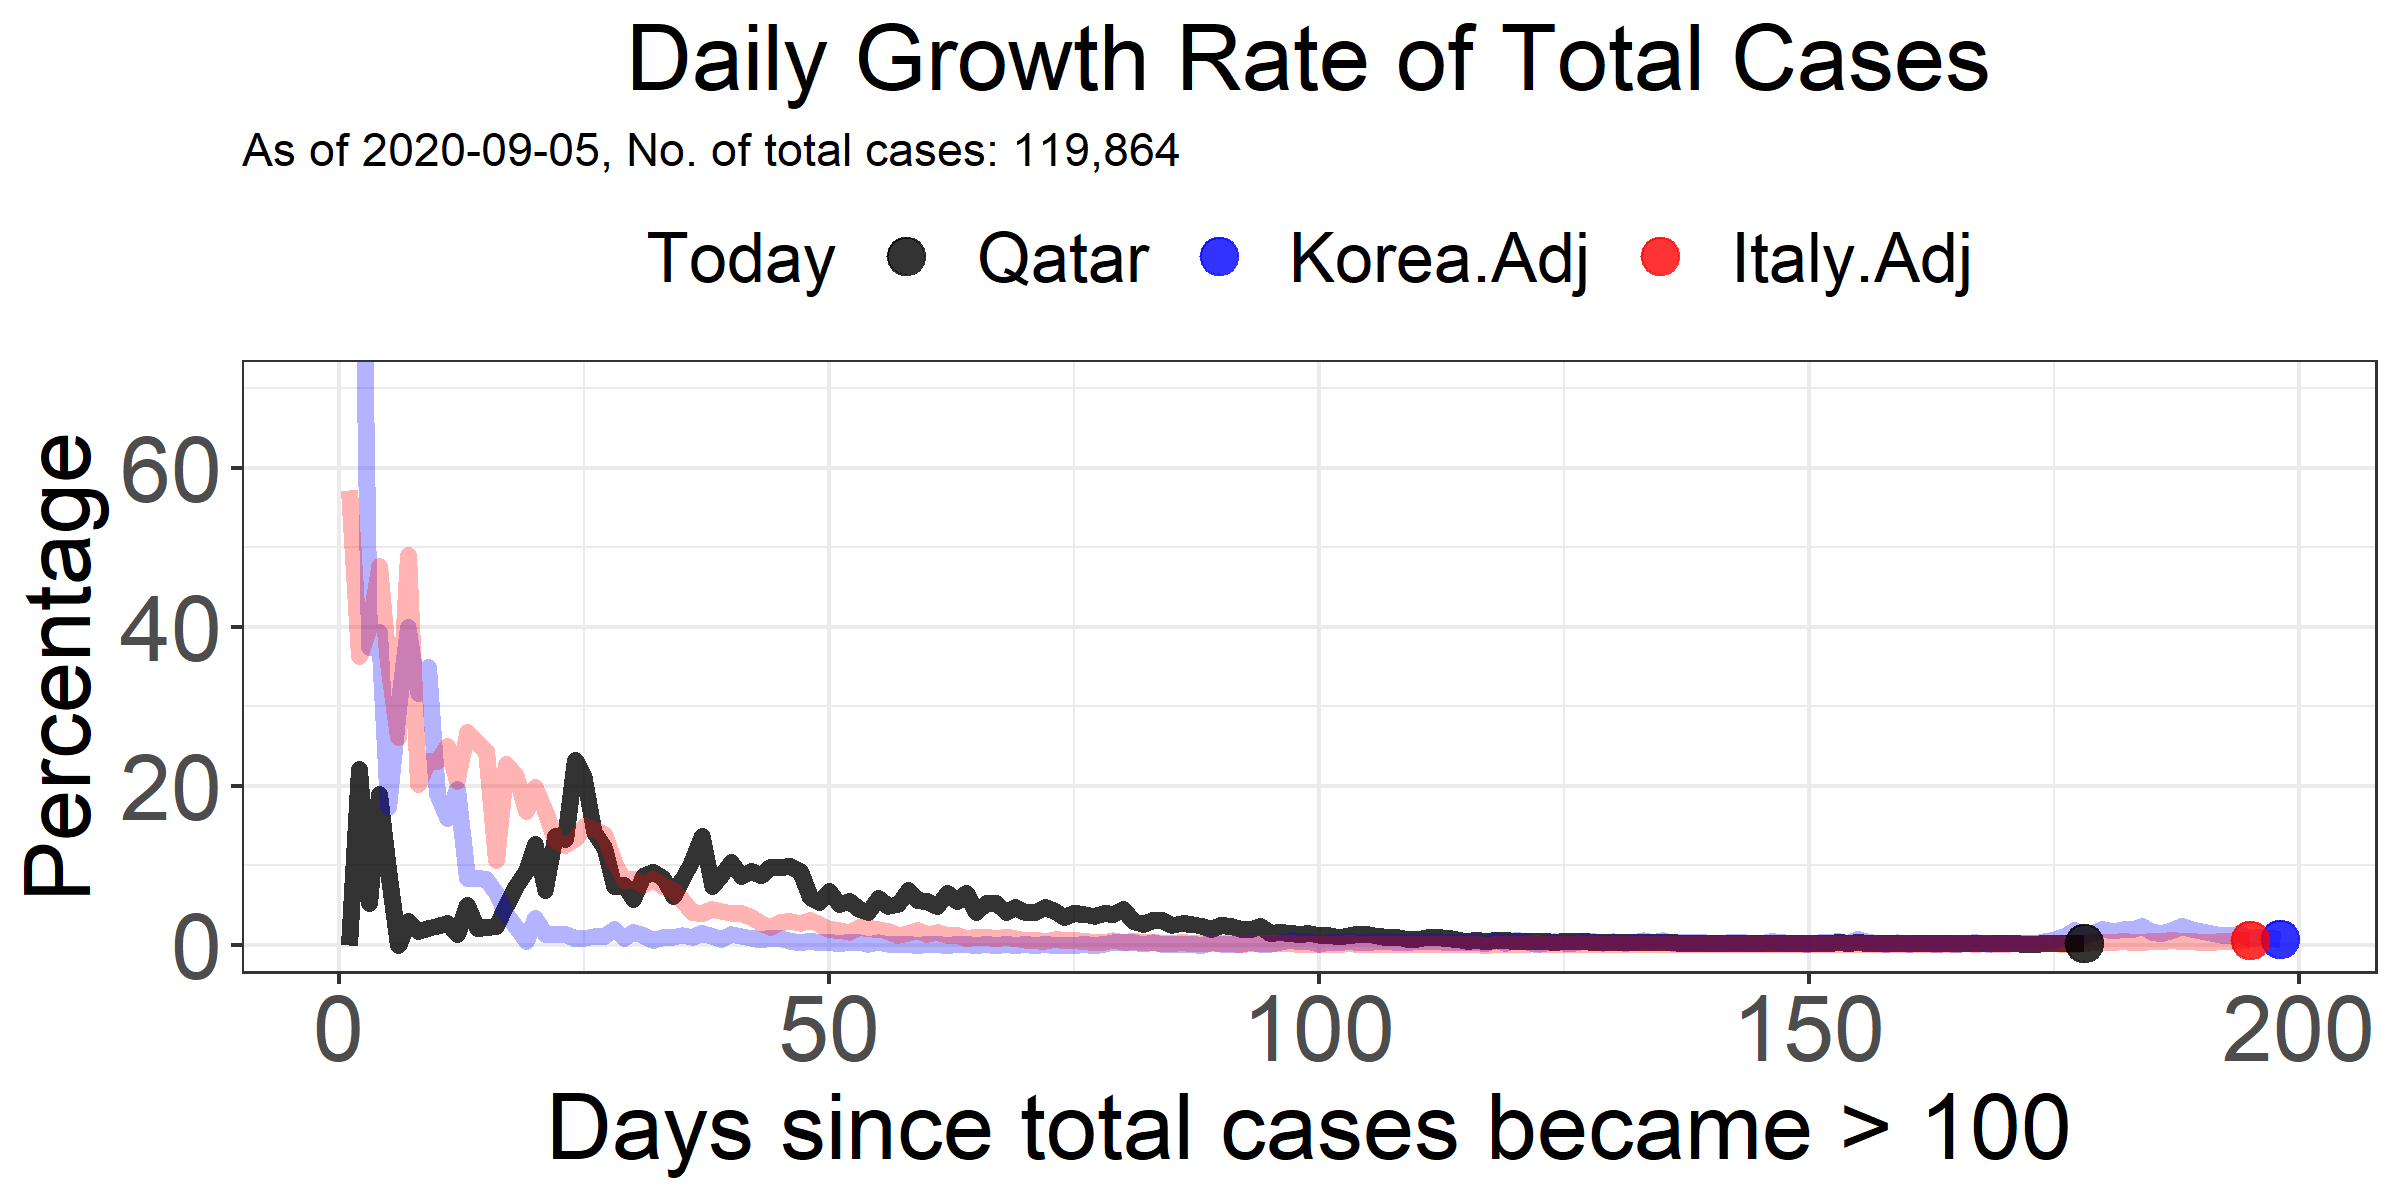 Daily Growth Rate of Total Cases
As of 2020-09-05, No. of total cases: 119,864
Today Qatar Korea.Adj Italy.Adj
Percentage
60
40
20
0
0 50 100 150 200
Days since total cases became > 100